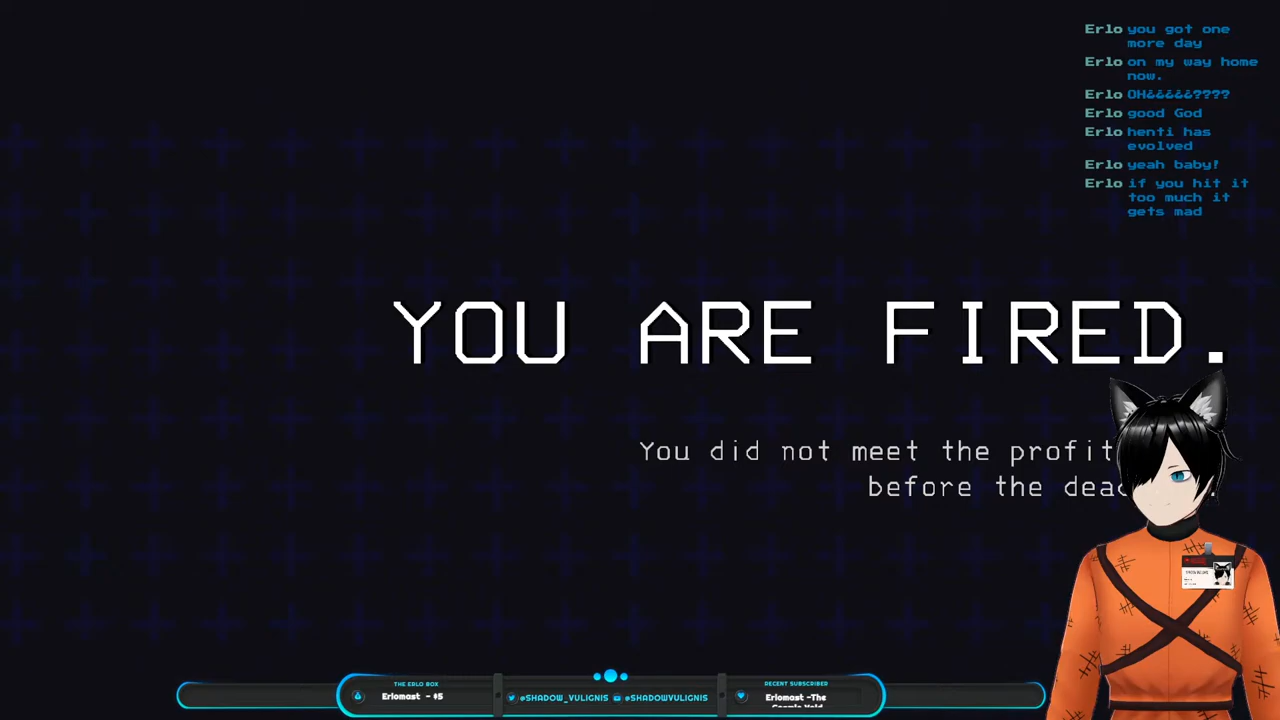 Erlo you got one
more day
Erlo on my way home
now.
Erlo OH¿¿¿¿¿????
Erlo good God
Erlo henti has
evolved
Erlo yeah baby!
Erlo if you hit it
too much it
gets mad
YOU ARE FIRED.
You did not meet the profit
before the
THE ERLO BOX
Erlomast - $5
@SHADOW_VULIGNIS @SHADOWVULIGNIS
RECENT SUBSCRIBER
Erlomast -The
Cosmic Void